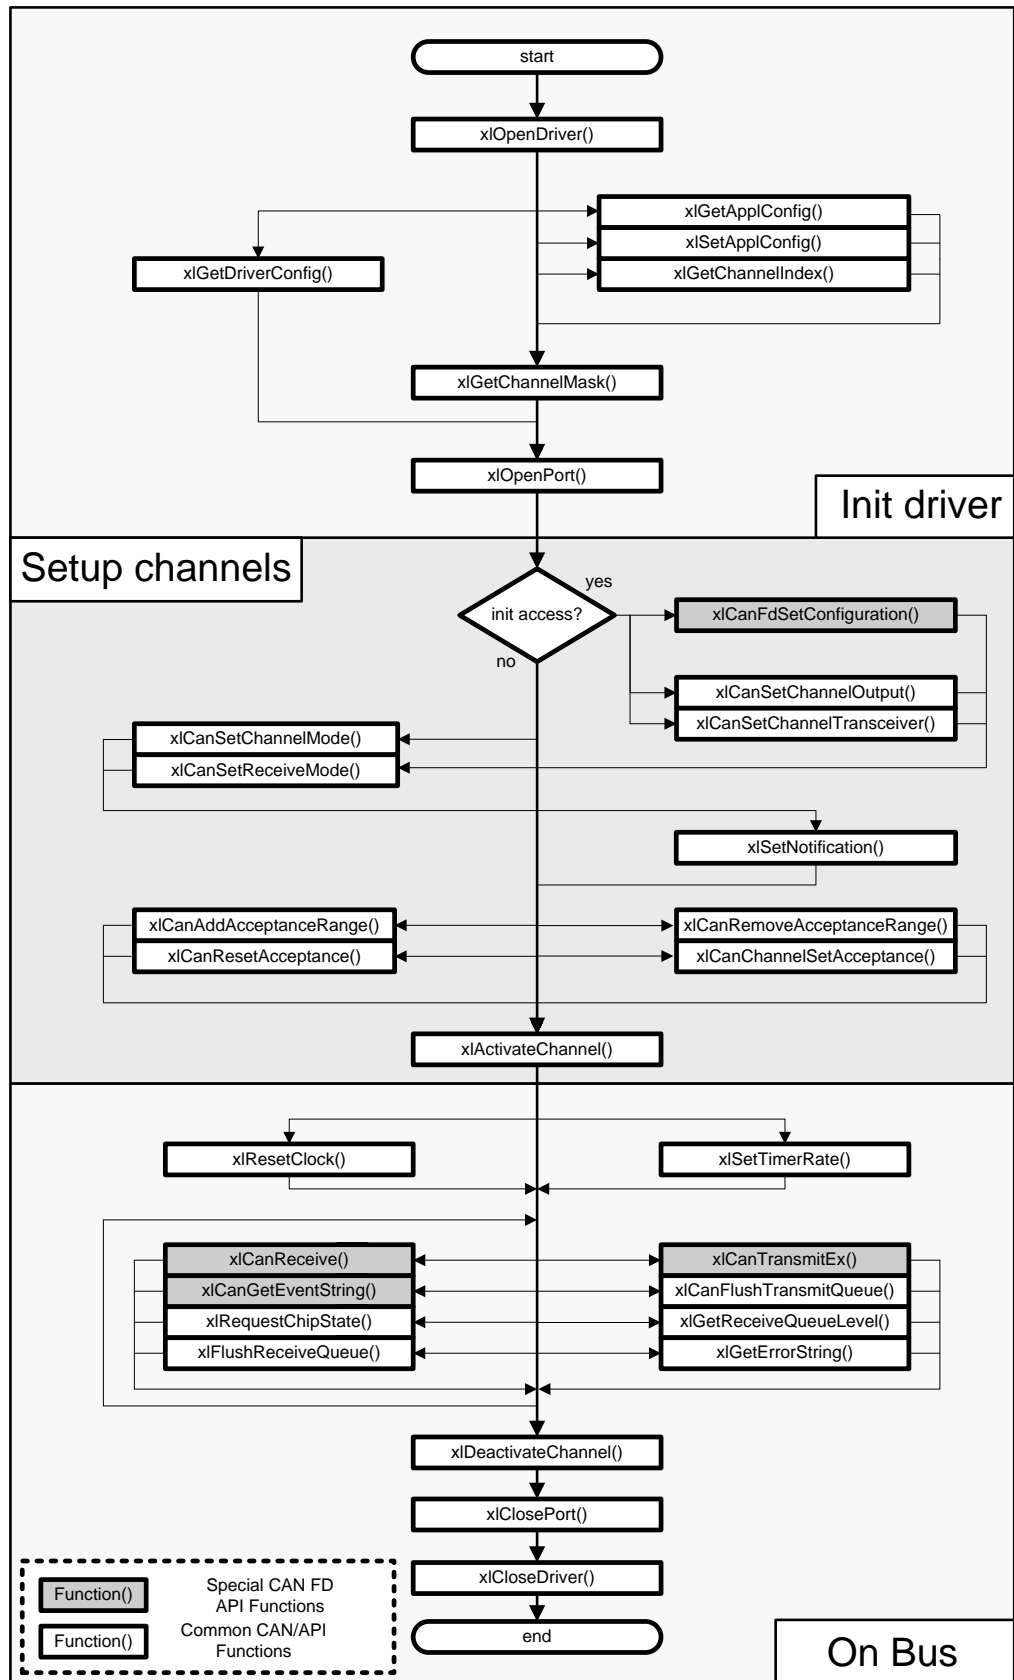 start
xlOpenDriver()
xlGetApplConfig()
xlSetApplConfig()
xlGetDriverConfig()
xlGetChannelIndex()
xlGetChannelMask()
xlOpenPort()
Init driver
Setup channels
yes
init access?
xlCanFdSetConfiguration()
no
xlCanSetChannelOutput()
xlCanSetChannelTransceiver()
xlCanSetChannelMode()
xlCanSetReceiveMode()
xlSetNotification()
xlCanAddAcceptanceRange()
xlCanRemoveAcceptanceRange()
xlCanResetAcceptance()
xlCanChannelSetAcceptance()
xlActivateChannel()
xlResetClock()
xlSetTimerRate()
xlCanReceive()
xlCanTransmitEx()
xlCanGetEventString()
xlCanFlushTransmitQueue()
xlRequestChipState()
xlGetReceiveQueueLevel()
xlFlushReceiveQueue()
xlGetErrorString()
xlDeactivateChannel()
xlClosePort()
xlCloseDriver()
end
Function()
Special CAN FD
API Functions
Function()
Common CAN/API
Functions
On Bus